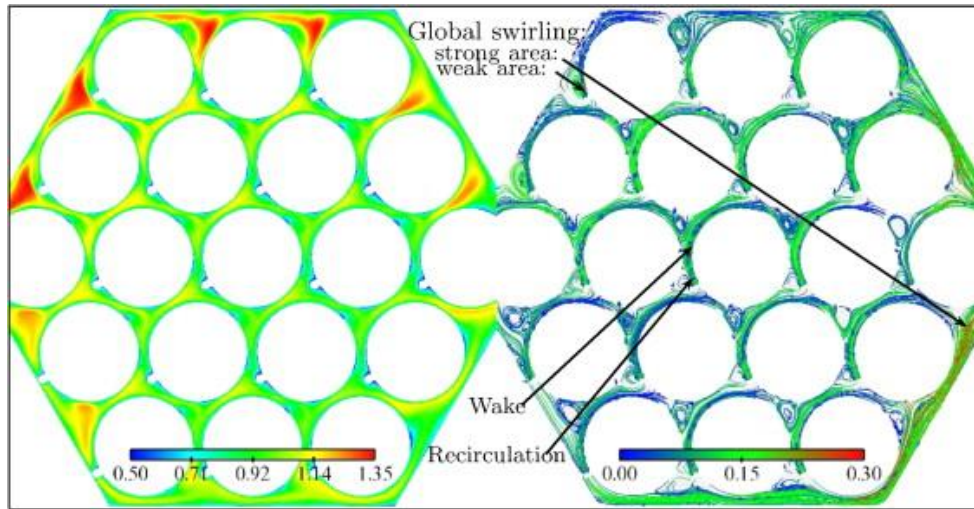 Global swirling:
strong area:
weak area:
Wake
Recirculation
0.50 0.71 0.92 1.14 1.35
0.00 0.15 0.30